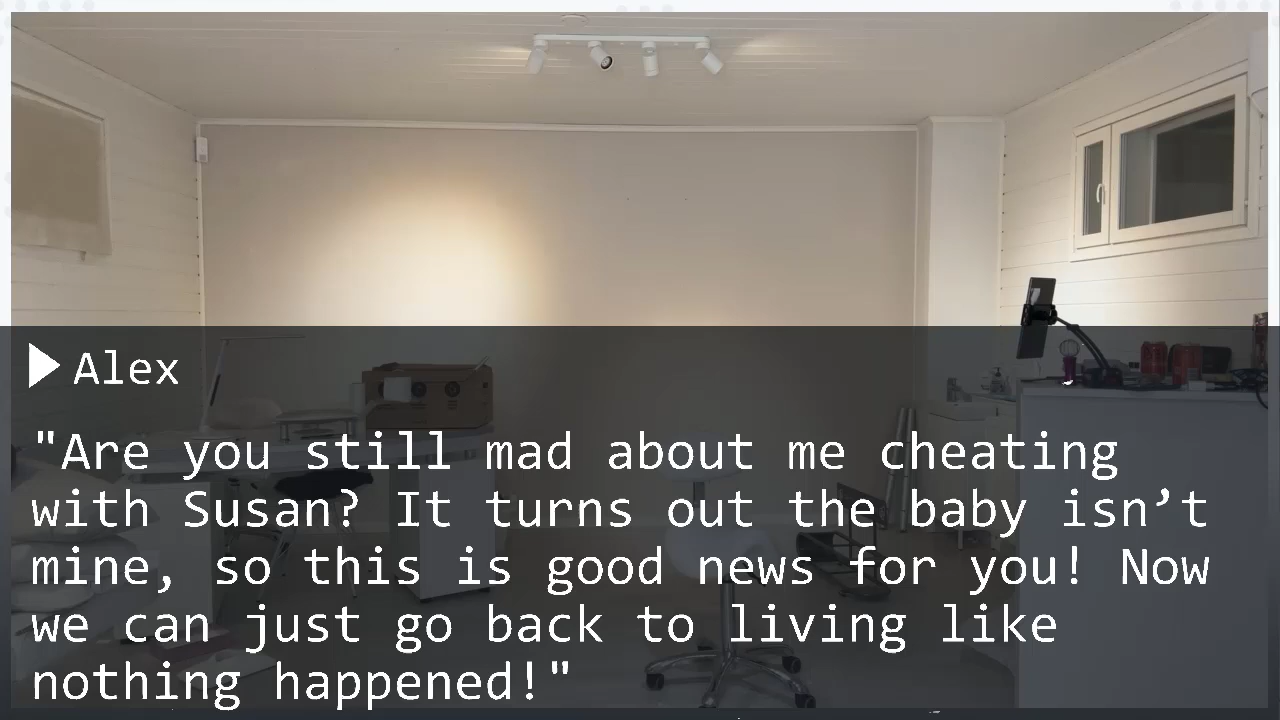 Alex
"Are you still mad about me cheating
with Susan? It turns out the baby isn’t
mine, so this is good news for you! Now
we can just go back to living like
nothing happened!"